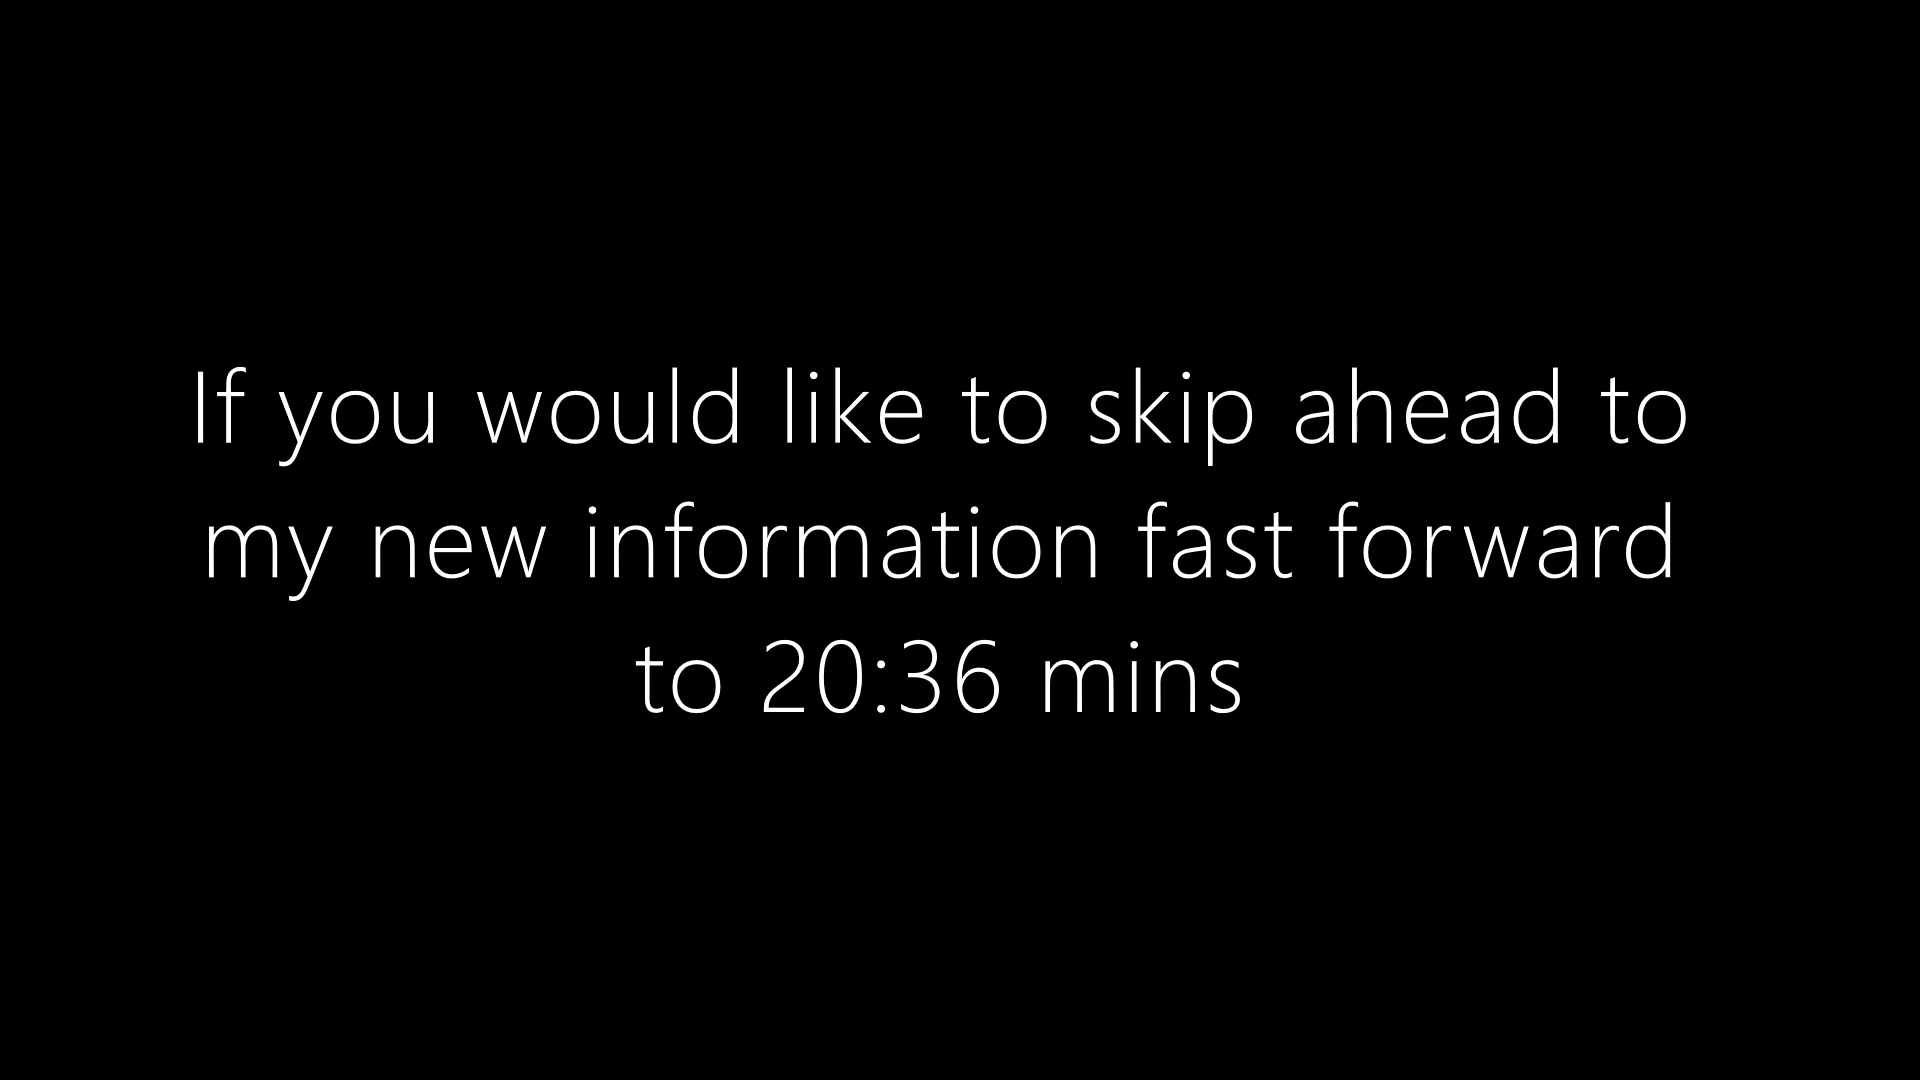 If you would like to skip ahead to
my new information fast forward
to 20:36 mins